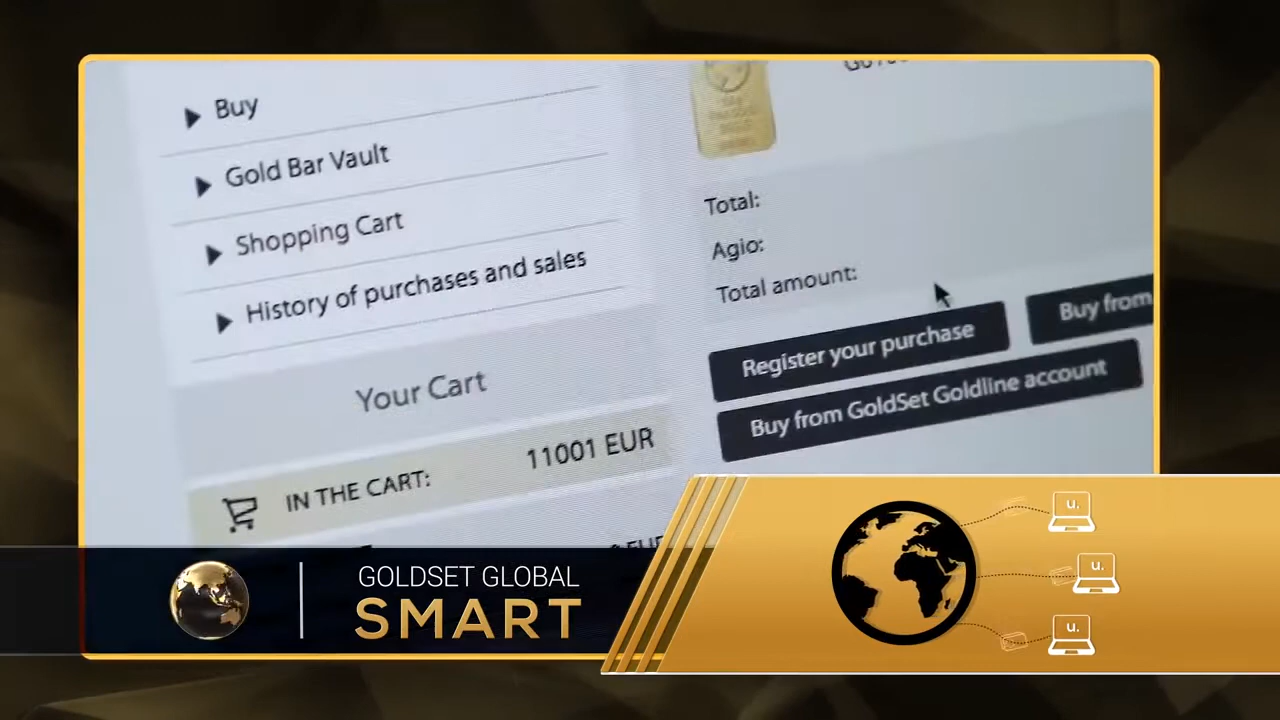 Buy
Gold Bar Vault
Shopping Cart
History of purchases and sales
Your Cart
IN THE CART: 11001 EUR
Total:
Agio:
Total amount:
Register your purchase
Buy from
Buy from GoldSet Goldline account
GOLDSET GLOBAL
SMART
u.
u.
u.